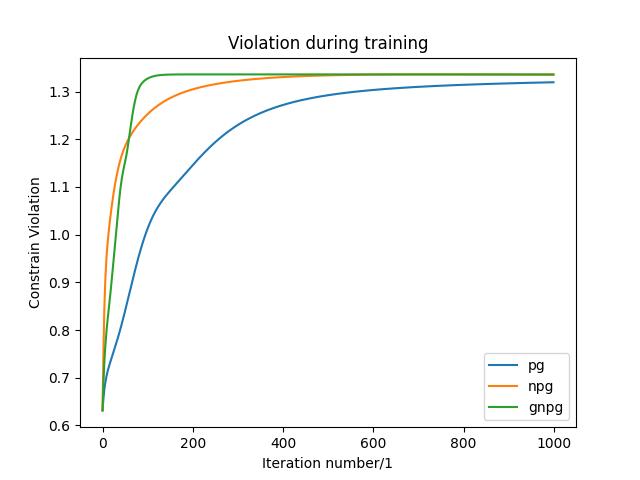 Violation during training
Constrain Violation
1.3
1.2
1.1
1.0
0.9
0.8
0.7
0.6
0
200
400
600
800
1000
Iteration number/1
pg
npg
gnpg